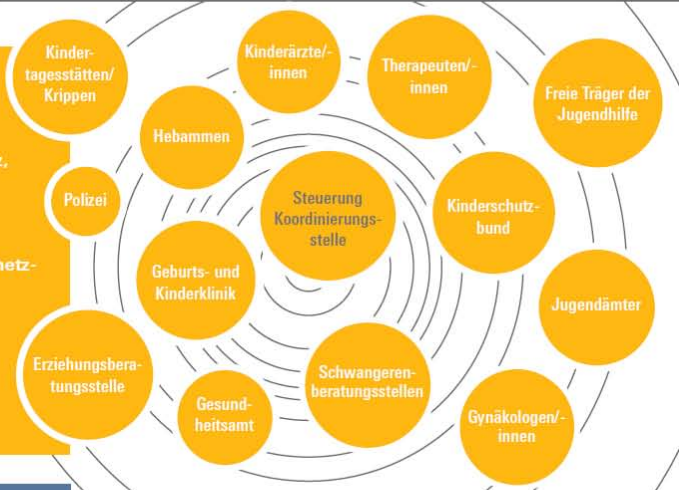 Kinder-
tagesstätten/
Krippen
Kinderärzte/-
innen
Therapeuten/-
innen
Freie Träger der
Jugendhilfe
Hebammen
Polizei
Steuerung
Koordinierungs-
stelle
Kinderschutz-
bund
netz-
Geburts- und
Kinderklinik
Jugendämter
Erziehungsbera-
tungsstelle
Schwangeren-
beratungsstellen
Gesund-
heitsamt
Gynäkologen/-
innen